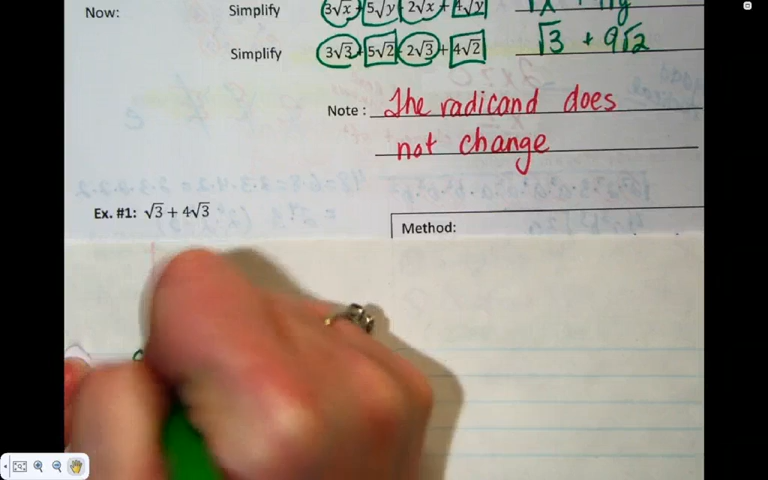 Now: Simplify 3√x + 5√y - 2√x + 4√y
Simplify 3√3 + 5√2 - 2√3 + 4√2 √3 + 9√2
Note : The radicand does
not change
Ex. #1: √3 + 4√3
Method: